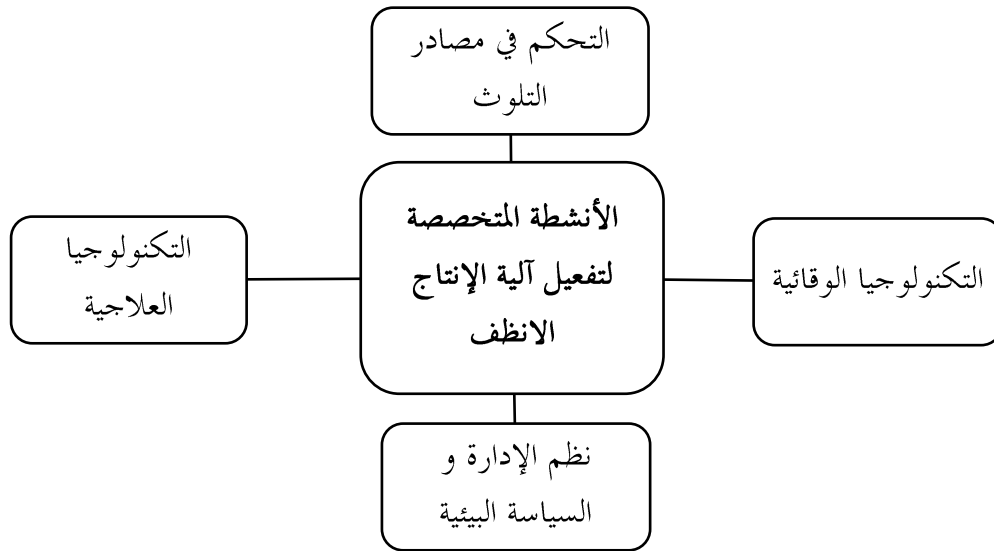 التحكم في مصادر
التلوث
الأنشطة المتخصصة
لتفعيل آلية الإنتاج
الانظف
التكنولوجيا الوقائية
التكنولوجيا
العلاجية
نظم الإدارة و
السياسة البيئية